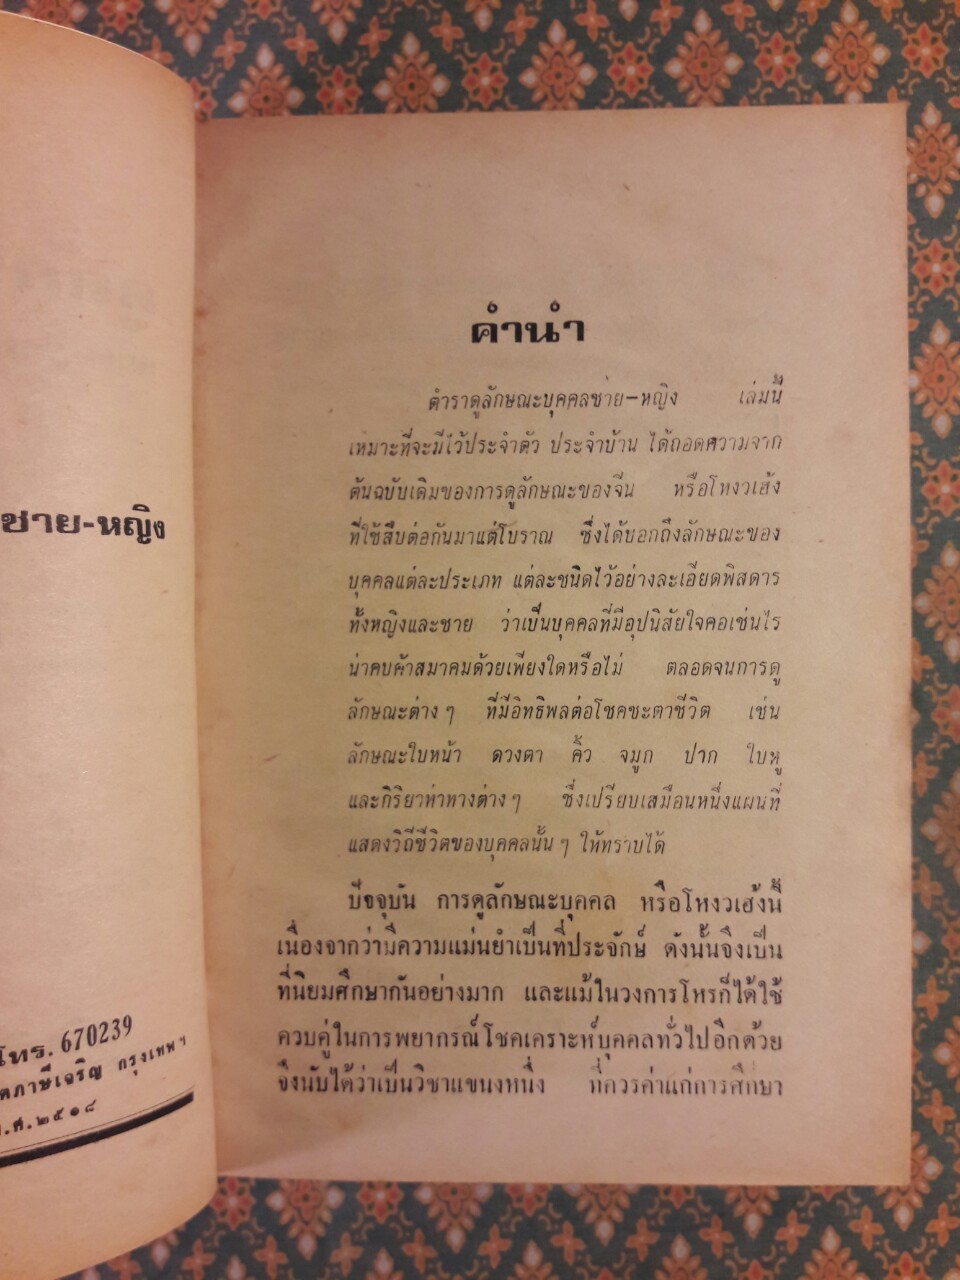 ชาย-หญิง
โทร. 670239
ภาษีเจริญ กรุงเทพฯ
พ.ศ.๒๕๑๘
คำนำ
ตำราดูลักษณะบุคคลชาย-หญิง เล่มนี้
เหมาะที่จะมีไว้ประจำตัว ประจำบ้าน ได้ถอดความจาก
ต้นฉบับเดิมของการดูลักษณะของจีน หรือโหงวเฮ้ง
ที่ใช้สืบต่อกันมาแต่โบราณ ซึ่งได้บอกถึงลักษณะของ
บุคคลแต่ละประเภท แต่ละชนิดไว้อย่างละเอียดพิสดาร
ทั้งหญิงและชาย ว่าเป็นบุคคลที่มีอุปนิสัยใจคอเช่นไร
น่าคบค้าสมาคมด้วยเพียงใดหรือไม่ ตลอดจนการดู
ลักษณะต่างๆ ที่มีอิทธิพลต่อโชคชะตาชีวิต เช่น
ลักษณะใบหน้า ดวงตา คิ้ว จมูก ปาก ใบหู
และกิริยาท่าทางต่างๆ ซึ่งเปรียบเสมือนหนึ่งแผนที่
แสดงวิถีชีวิตของบุคคลนั้นๆ ให้ทราบได้
ปัจจุบัน การดูลักษณะบุคคล หรือโหงวเฮ้งนี้
เนื่องจากว่ามีความแม่นยำเป็นที่ประจักษ์ ดังนั้นจึงเป็น
ที่นิยมศึกษากันอย่างมาก และแม้ในวงการโหรก็ได้ใช้
ควบคู่ในการพยากรณ์โชคเคราะห์บุคคลทั่วไปอีกด้วย
จึงนับได้ว่าเป็นวิชาแขนงหนึ่ง ที่ควรค่าแก่การศึกษา